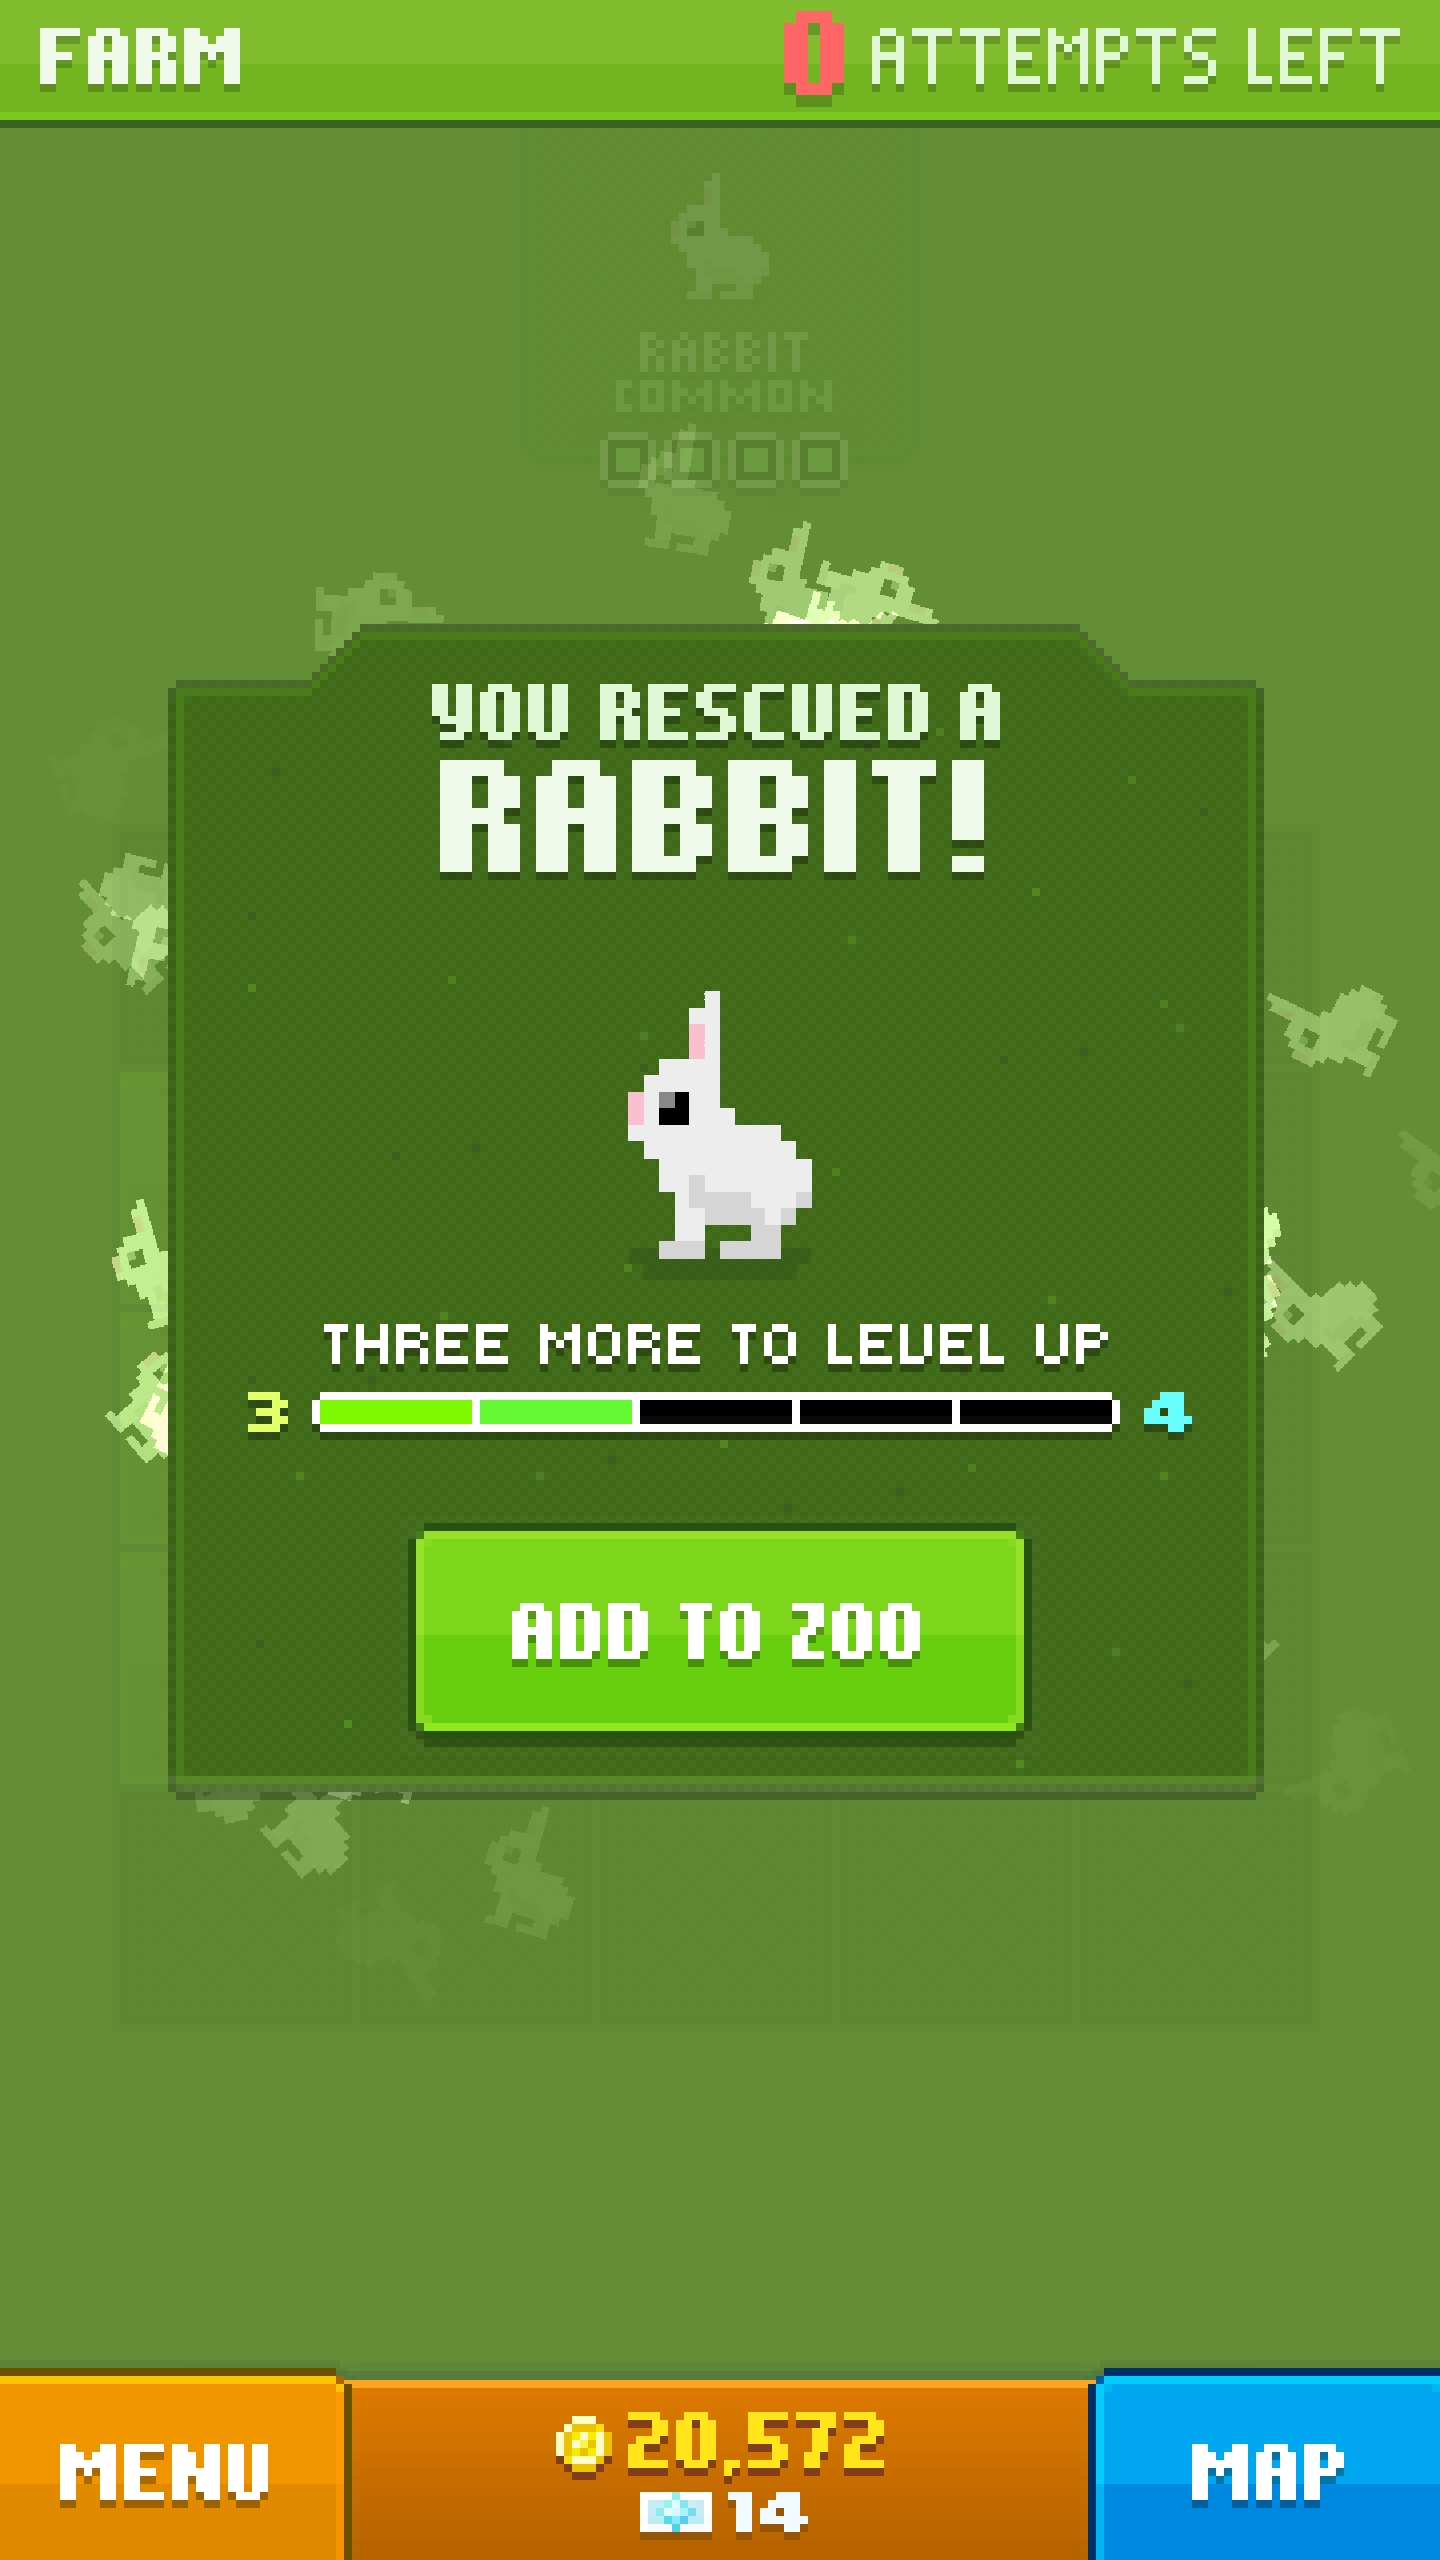 FARM
0 ATTEMPTS LEFT
RABBIT
COMMON
YOU RESCUED A
RABBIT!
THREE MORE TO LEVEL UP
3
4
ADD TO ZOO
MENU
20,572
14
MAP